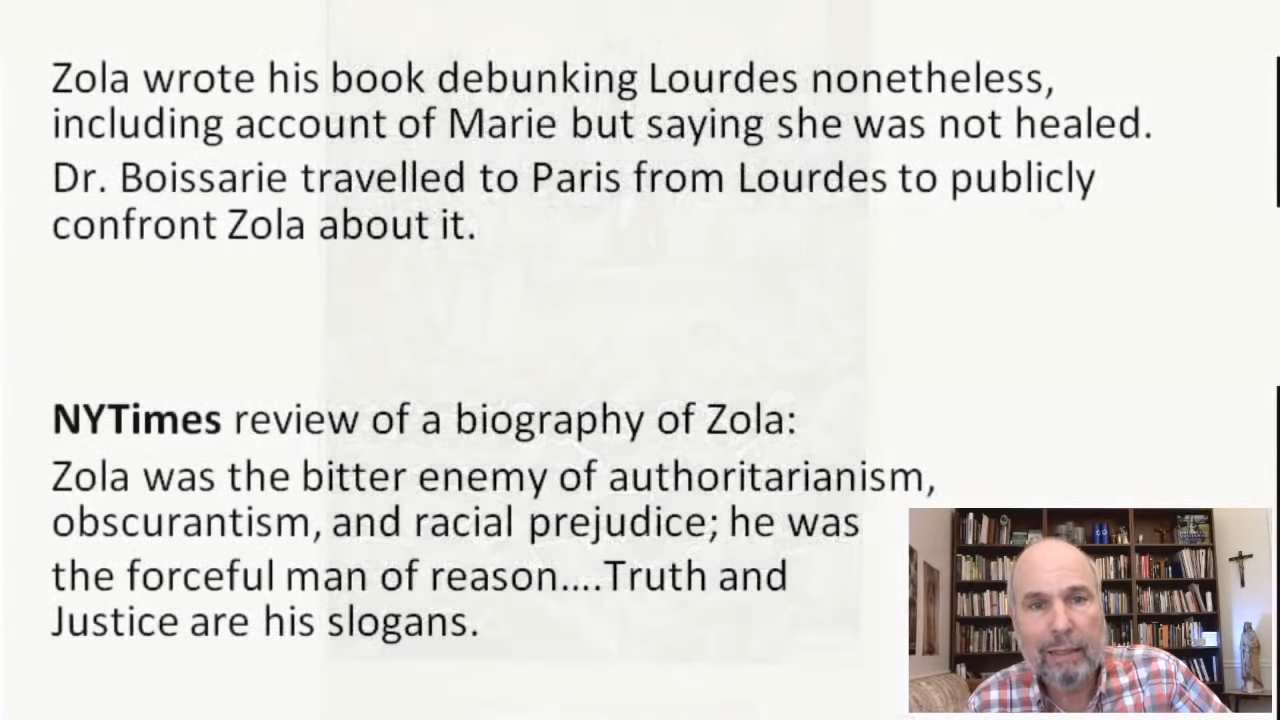 Zola wrote his book debunking Lourdes nonetheless,
including account of Marie but saying she was not healed.
Dr. Boissarie travelled to Paris from Lourdes to publicly
confront Zola about it.
NYTimes review of a biography of Zola:
Zola was the bitter enemy of authoritarianism,
obscurantism, and racial prejudice; he was
the forceful man of reason....Truth and
Justice are his slogans.